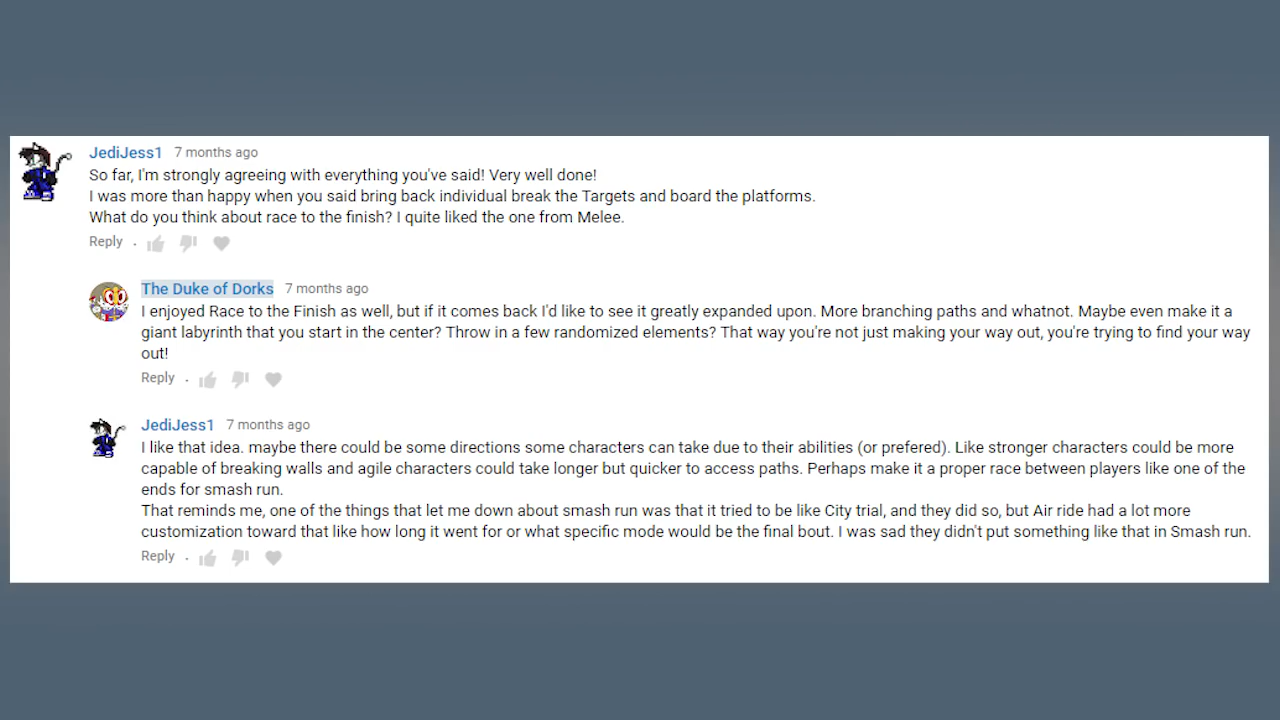 JediJess1 7 months ago
So far, I'm strongly agreeing with everything you've said! Very well done!
I was more than happy when you said bring back individual break the Targets and board the platforms.
What do you think about race to the finish? I quite liked the one from Melee.
Reply .
The Duke of Dorks 7 months ago
I enjoyed Race to the Finish as well, but if it comes back I'd like to see it greatly expanded upon. More branching paths and whatnot. Maybe even make it a
giant labyrinth that you start in the center? Throw in a few randomized elements? That way you're not just making your way out, you're trying to find your way
out!
Reply .
JediJess1 7 months ago
I like that idea. maybe there could be some directions some characters can take due to their abilities (or prefered). Like stronger characters could be more
capable of breaking walls and agile characters could take longer but quicker to access paths. Perhaps make it a proper race between players like one of the
ends for smash run.
That reminds me, one of the things that let me down about smash run was that it tried to be like City trial, and they did so, but Air ride had a lot more
customization toward that like how long it went for or what specific mode would be the final bout. I was sad they didn't put something like that in Smash run.
Reply .